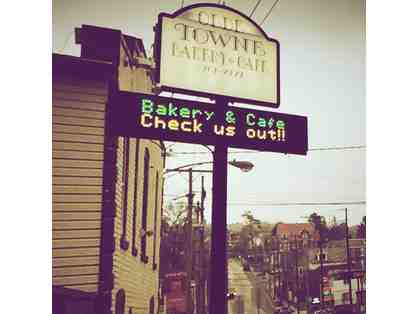 OLDE
TOWNE
BAKERY & CAFE
Bakery & Cafe
Check us out!!